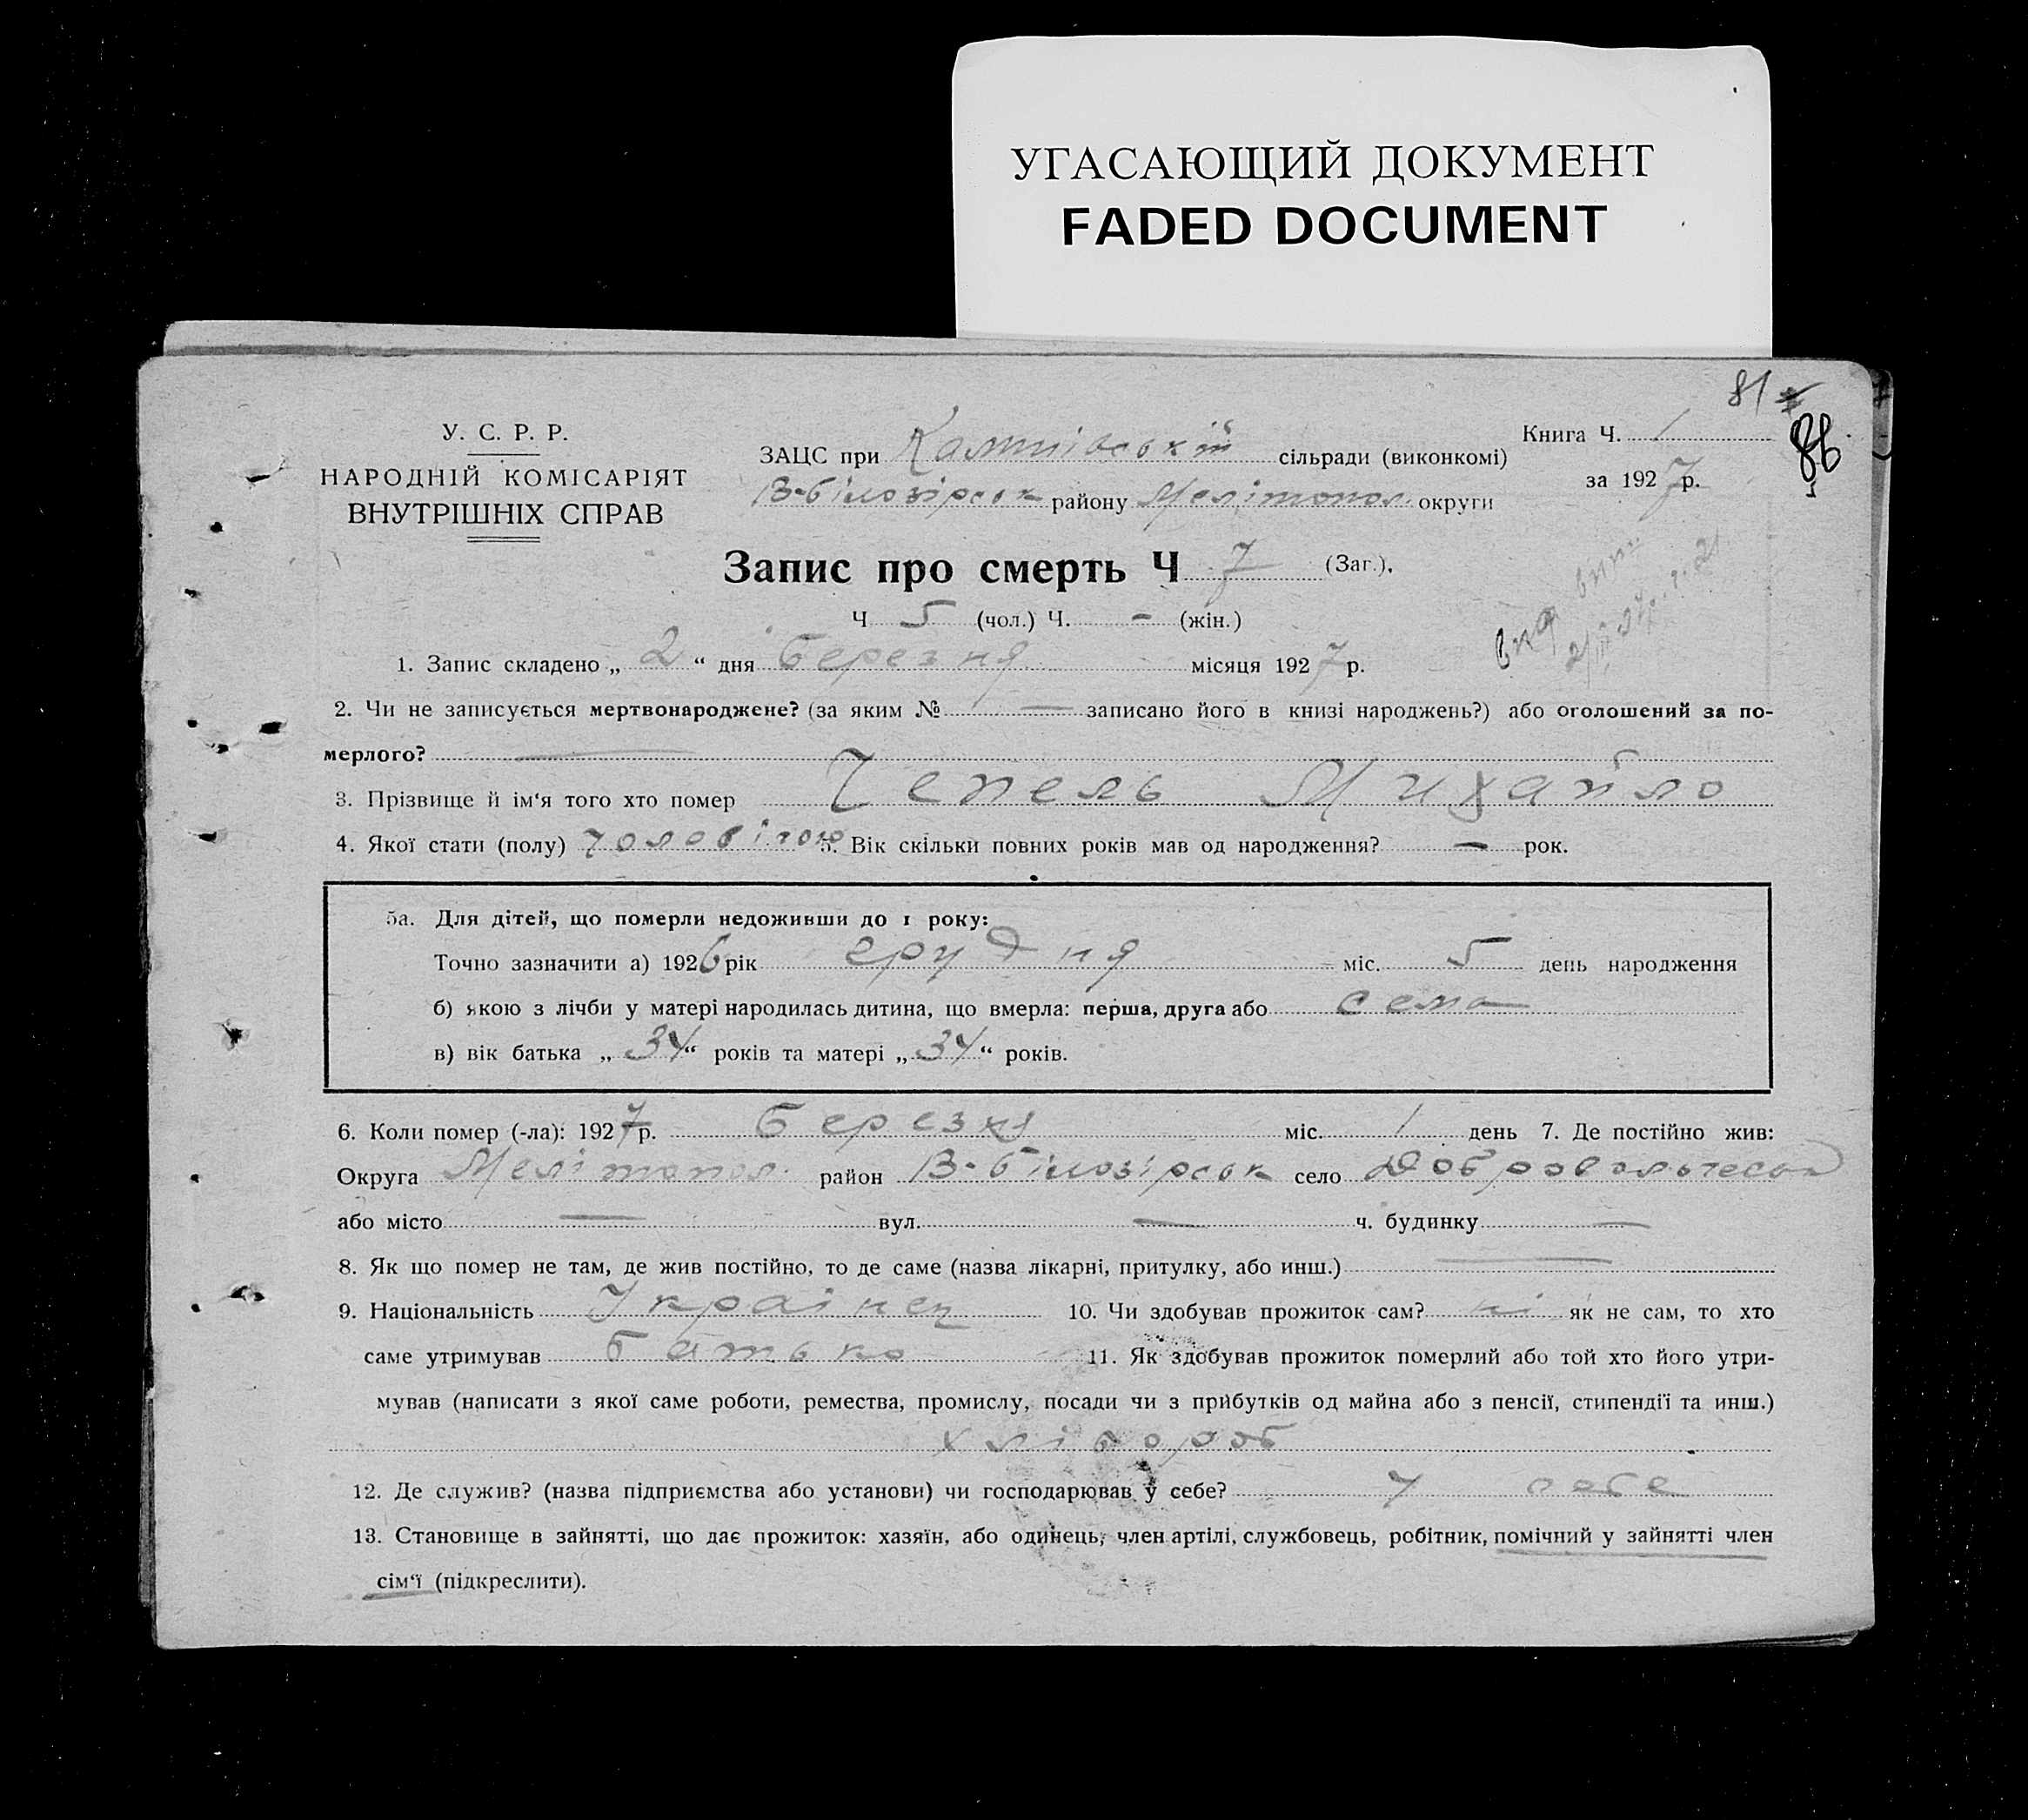 УГАСАЮЩИЙ ДОКУМЕНТ
FADED DOCUMENT
81
86
У. С. Р. Р.
НАРОДНІЙ КОМІСАРІЯТ
ВНУТРІШНІХ СПРАВ
ЗАЦС при сільради (виконкомі)
В-Білозірськ району Мелітопол. округи
Книга Ч. 1
за 1927 р.
Запис про смерть Ч 7 (Заг.).
Ч 5 (чол.) Ч. - (жін.)
1. Запис складено „ 2 “ дня березня місяця 1927 р.
2. Чи не записується мертвонароджене? (за яким № — записано його в книзі народжень?) або оголошений за по-
мерлого? —
3. Прізвище й ім‘я того хто помер Чепель Михайло
4. Якої стати (полу) чоловічою 5. Вік скільки повних років мав од народження? — рок.
5а. Для дітей, що померли недоживши до 1 року:
Точно зазначити а) 1926 рік грудня міс. 5 день народження
б) якою з лічби у матері народилась дитина, що вмерла: перша, друга або сема
в) вік батька „ 34 “ років та матері „ 34 “ років.
6. Коли помер (-ла): 1927 р. березня міс. 1 день 7. Де постійно жив:
Округа Мелітопол. район В-Білозірськ село
або місто — вул. — ч. будинку —
8. Як що помер не там, де жив постійно, то де саме (назва лікарні, притулку, або инш.) —
9. Національність Українец 10. Чи здобував прожиток сам? ні як не сам, то хто
саме утримував батько 11. Як здобував прожиток померлий або той хто його утри-
мував (написати з якої саме роботи, ремества, промислу, посади чи з прибутків од майна або з пенсії, стипендії та инш.)
хлібороб
12. Де служив? (назва підприємства або установи) чи господарював у себе? у себе
13. Становище в зайнятті, що дає прожиток: хазяїн, або одинець, член артілі, службовець, робітник, помічний у зайнятті член
сім‘ї (підкреслити).